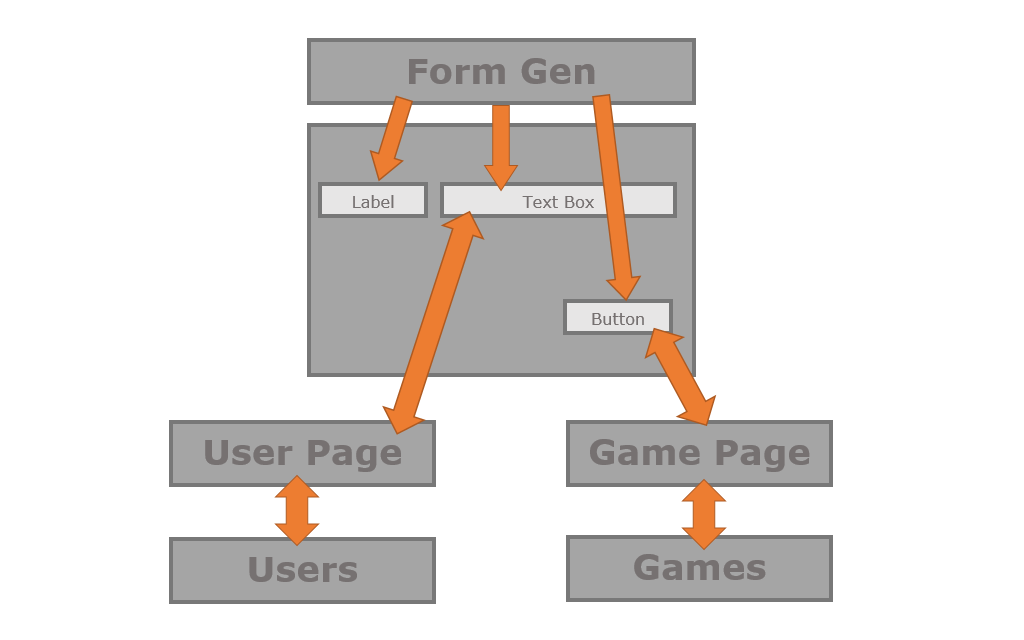 Form Gen
Label
Text Box
Button
User Page
Game Page
Users
Games